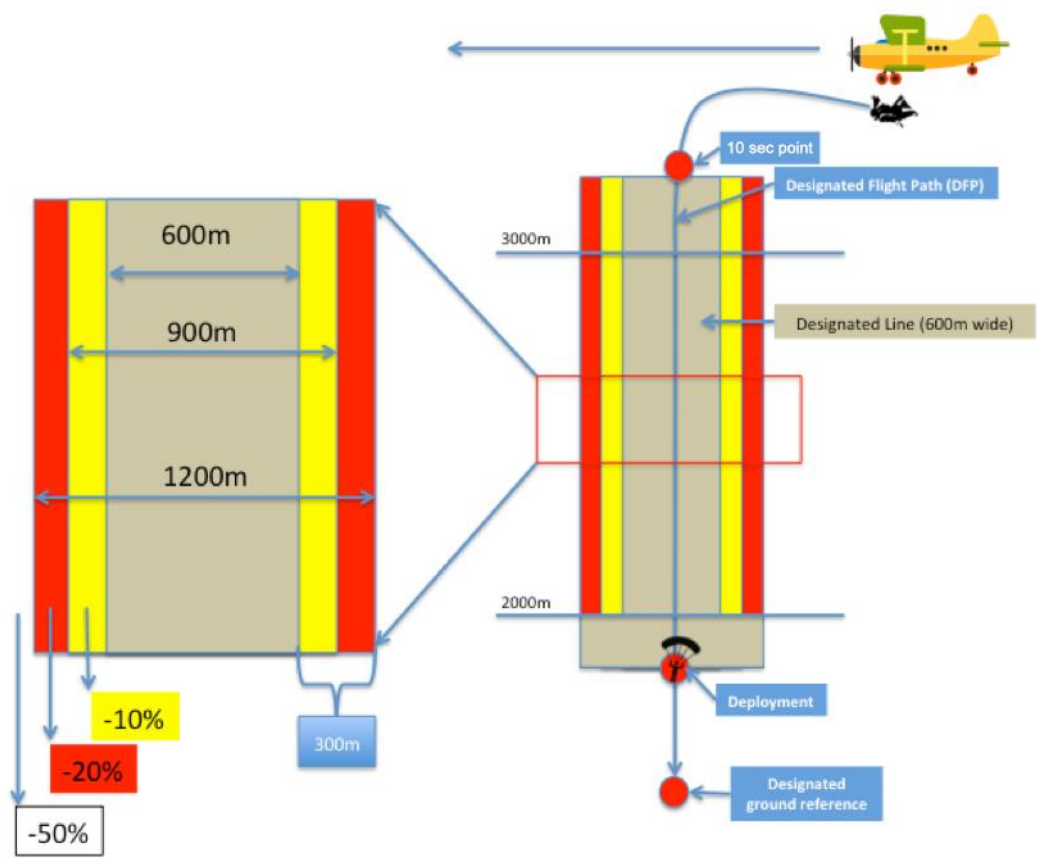 10 sec point
Designated Flight Path (DFP)
600m
3000m
900m
Designated Line (600m wide)
1200m
2000m
-10%
300m
Deployment
-20%
Designated
ground reference
-50%